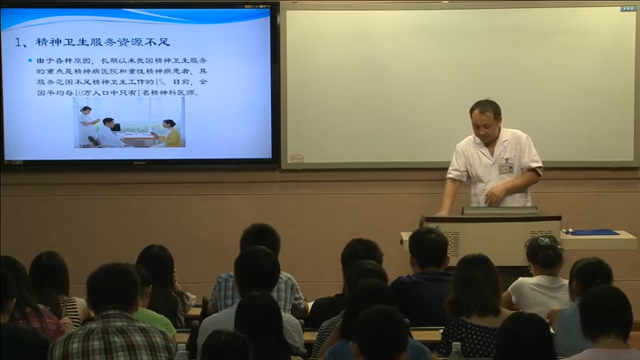 1、精神卫生服务资源不足
由于各种原因，长期以来我国精神卫生服务
的重点是精神病医院和重性精神病患者，其
服务范围不足精神卫生工作的1%。目前，全
国平均每10万人口中只有1名精神科医师。